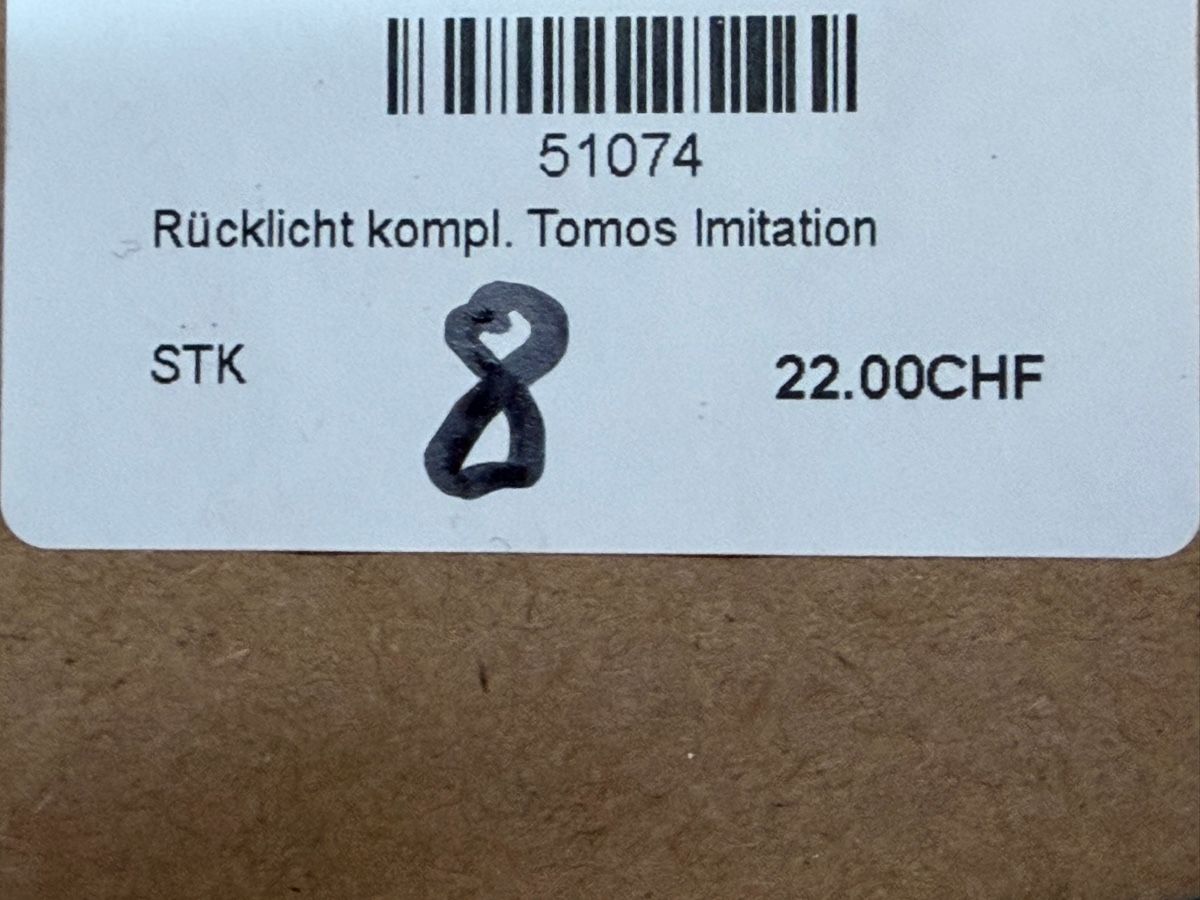 51074
Rücklicht kompl. Tomos Imitation
STK 8 22.00CHF